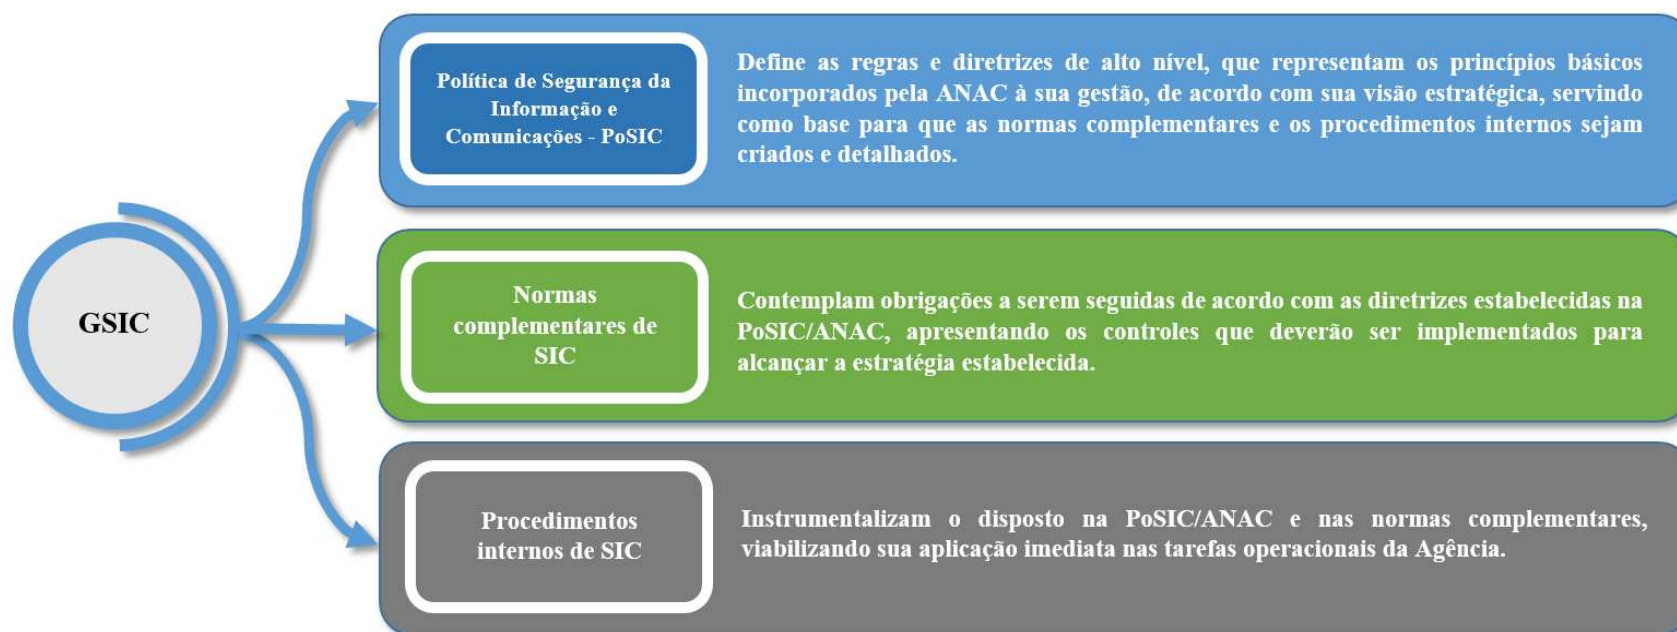 GSIC
Política de Segurança da
Informação e
Comunicações - PoSIC
Define as regras e diretrizes de alto nível, que representam os princípios básicos
incorporados pela ANAC à sua gestão, de acordo com sua visão estratégica, servindo
como base para que as normas complementares e os procedimentos internos sejam
criados e detalhados.
Normas
complementares de
SIC
Contemplam obrigações a serem seguidas de acordo com as diretrizes estabelecidas na
PoSIC/ANAC, apresentando os controles que deverão ser implementados para
alcançar a estratégia estabelecida.
Procedimentos
internos de SIC
Instrumentalizam o disposto na PoSIC/ANAC e nas normas complementares,
viabilizando sua aplicação imediata nas tarefas operacionais da Agência.